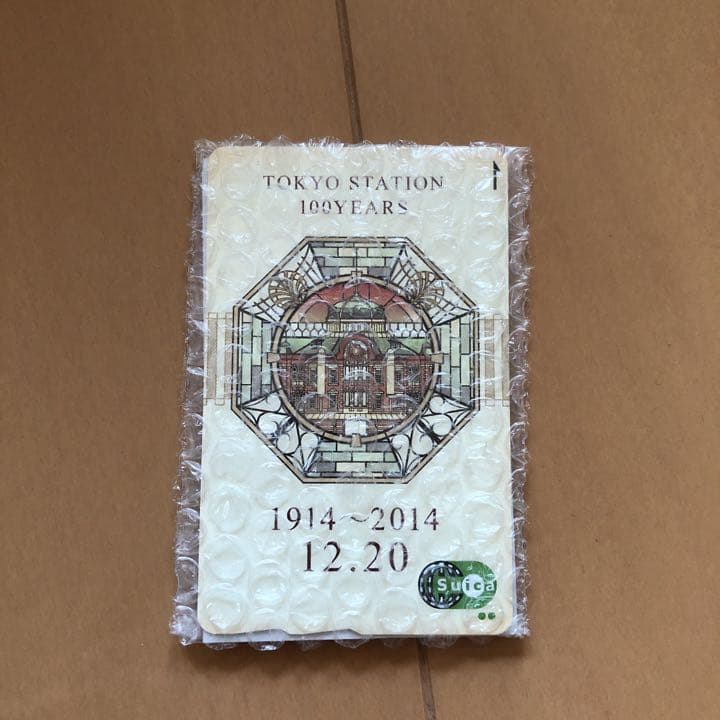 TOKYO STATION
100YEARS
1914～2014
12.20
Suica